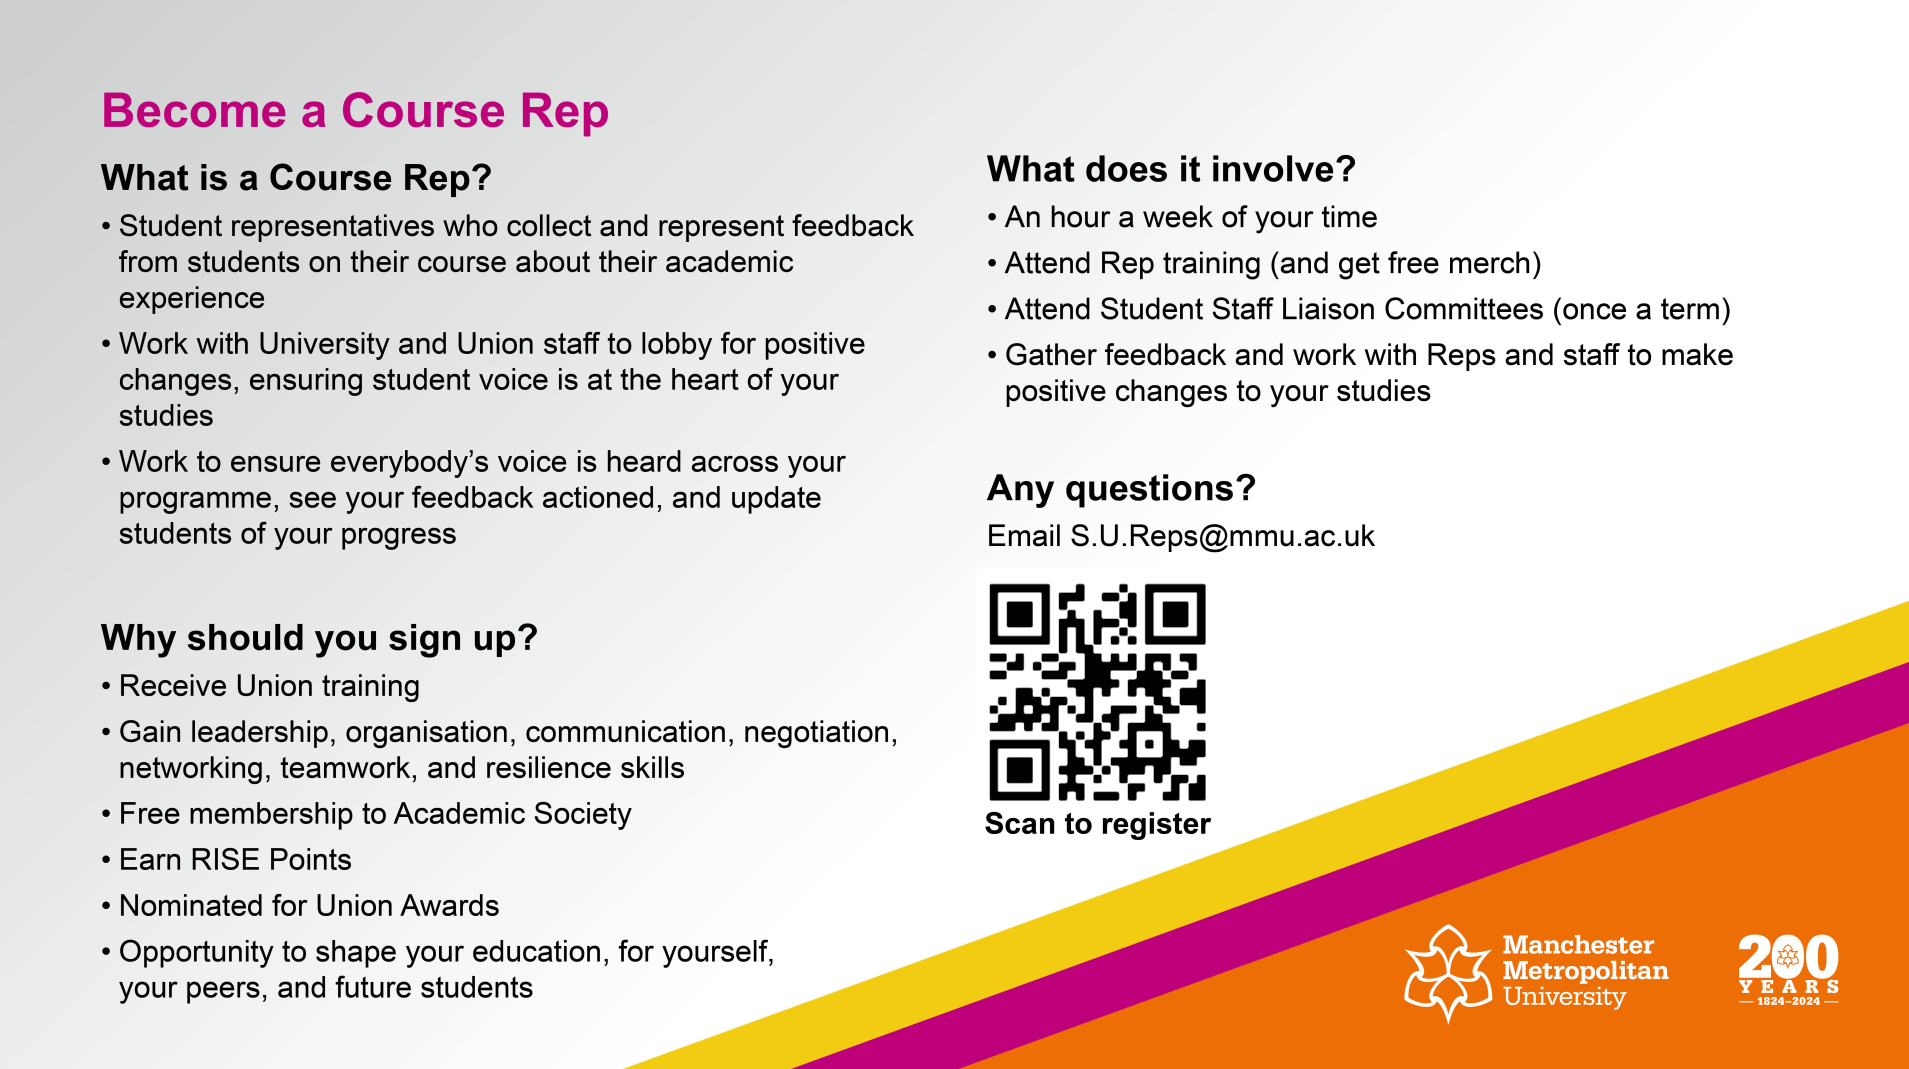 Become a Course Rep
What is a Course Rep?
• Student representatives who collect and represent feedback
from students on their course about their academic
experience
• Work with University and Union staff to lobby for positive
changes, ensuring student voice is at the heart of your
studies
• Work to ensure everybody’s voice is heard across your
programme, see your feedback actioned, and update
students of your progress
Why should you sign up?
• Receive Union training
• Gain leadership, organisation, communication, negotiation,
networking, teamwork, and resilience skills
• Free membership to Academic Society
• Earn RISE Points
• Nominated for Union Awards
• Opportunity to shape your education, for yourself,
your peers, and future students
What does it involve?
• An hour a week of your time
• Attend Rep training (and get free merch)
• Attend Student Staff Liaison Committees (once a term)
• Gather feedback and work with Reps and staff to make
positive changes to your studies
Any questions?
Email S.U.Reps@mmu.ac.uk
Scan to register
Manchester
Metropolitan
University
200
YEARS
1824–2024